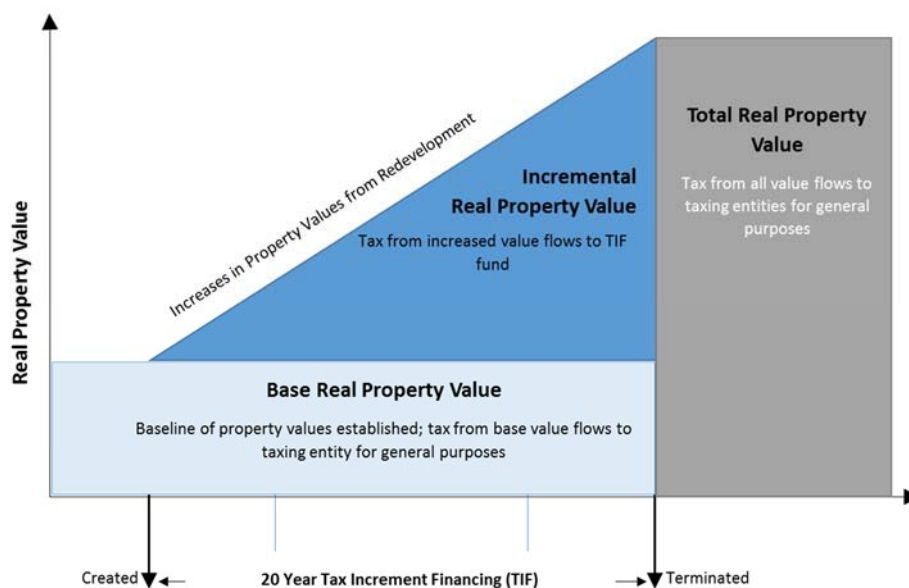 Real Property Value
Increases in Property Values from Redevelopment
Incremental
Real Property Value
Tax from increased value flows to TIF
fund
Total Real Property
Value
Tax from all value flows to
taxing entities for general
purposes
Base Real Property Value
Baseline of property values established; tax from base value flows to
taxing entity for general purposes
Created
20 Year Tax Increment Financing (TIF)
Terminated